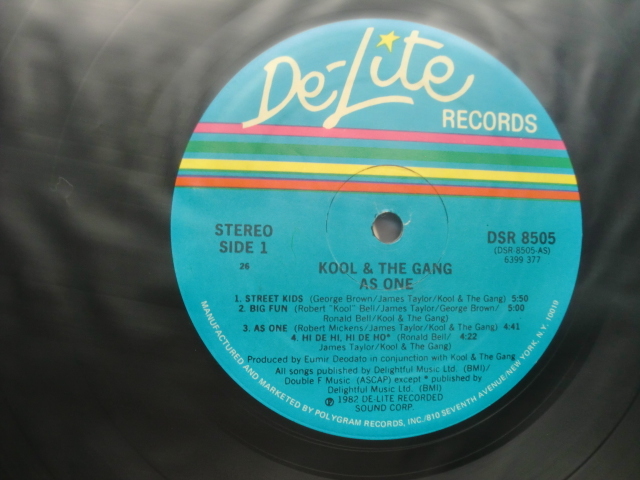 De-Lite
RECORDS
STEREO
SIDE 1
26
DSR 8505
(DSR-8505-AS)
6399 377
KOOL & THE GANG
AS ONE
1. STREET KIDS (George Brown/James Taylor/Kool & The Gang) 5:50
2. BIG FUN (Robert "Kool" Bell/James Taylor/George Brown/ 5:00
Ronald Bell/Kool & The Gang)
3. AS ONE (Robert Mickens/James Taylor/Kool & The Gang) 4:41
4. HI DE HI, HI DE HO* (Ronald Bell/ 4:22
James Taylor/Kool & The Gang)
Produced by Eumir Deodato in conjunction with Kool & The Gang
All songs published by Delightful Music Ltd. (BMI)/
Double F Music (ASCAP) except * published by
Delightful Music Ltd. (BMI)
℗ 1982 DE-LITE RECORDED
SOUND CORP.
MANUFACTURED AND MARKETED BY POLYGRAM RECORDS, INC./810 SEVENTH AVENUE/NEW YORK, N.Y. 10019